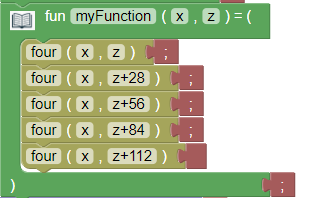 fun myFunction ( x , z ) = (
four ( x , z ) ;
four ( x , z+28 ) ;
four ( x , z+56 ) ;
four ( x , z+84 ) ;
four ( x , z+112 )
) ;